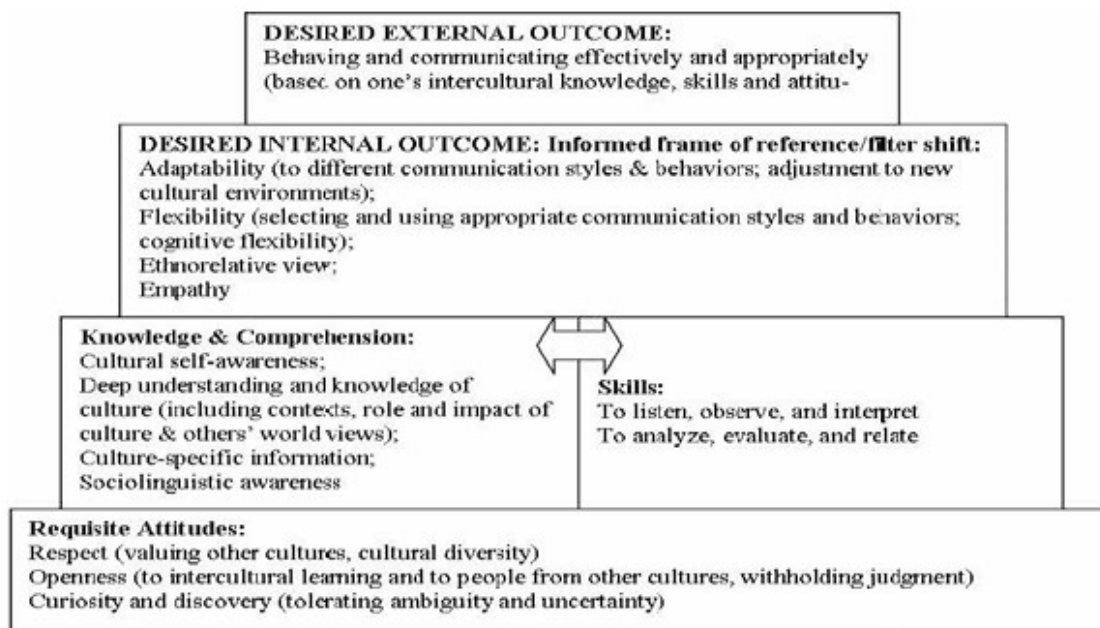 DESIRED EXTERNAL OUTCOME:
Behaving and communicating effectively and appropriately
(based on one's intercultural knowledge, skills and attitu-
DESIRED INTERNAL OUTCOME: Informed frame of reference/filter shift:
Adaptability (to different communication styles & behaviors; adjustment to new
cultural environments);
Flexibility (selecting and using appropriate communication styles and behaviors;
cognitive flexibility);
Ethnorelative view;
Empathy
Knowledge & Comprehension:
Cultural self-awareness;
Deep understanding and knowledge of
culture (including contexts, role and impact of
culture & others' world views);
Culture-specific information;
Sociolinguistic awareness
Skills:
To listen, observe, and interpret
To analyze, evaluate, and relate
Requisite Attitudes:
Respect (valuing other cultures, cultural diversity)
Openness (to intercultural learning and to people from other cultures, withholding judgment)
Curiosity and discovery (tolerating ambiguity and uncertainty)